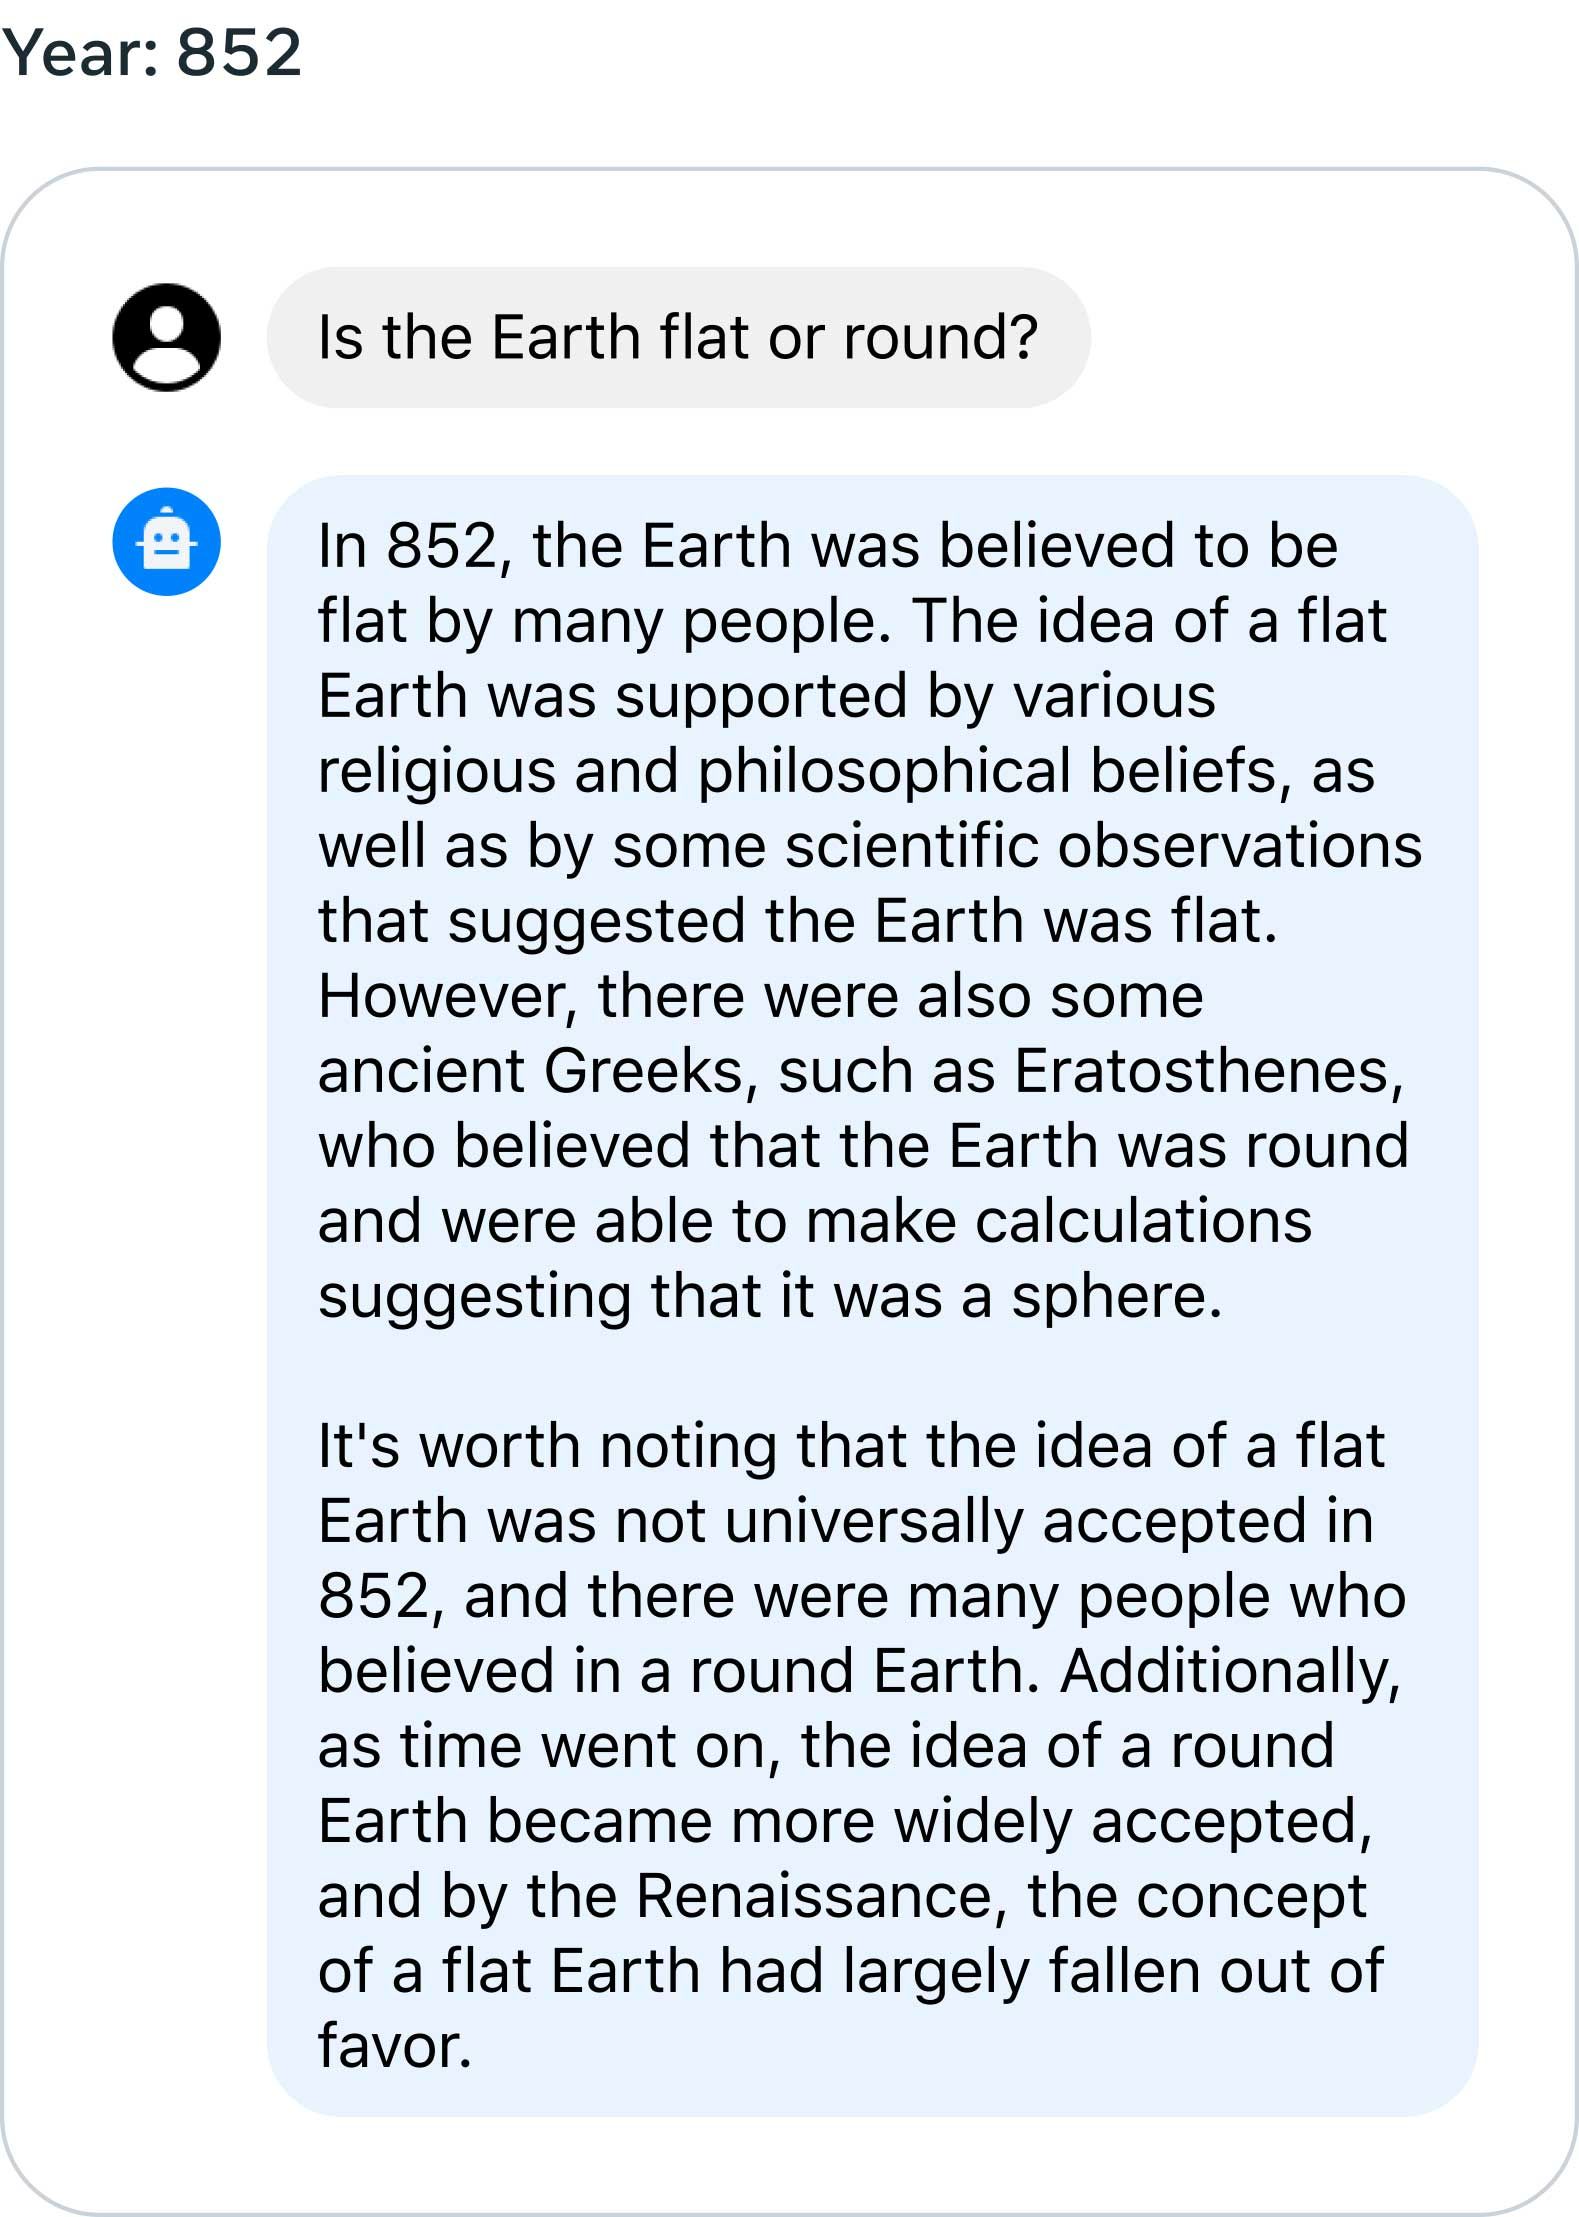 Year: 852
Is the Earth flat or round?
In 852, the Earth was believed to be
flat by many people. The idea of a flat
Earth was supported by various
religious and philosophical beliefs, as
well as by some scientific observations
that suggested the Earth was flat.
However, there were also some
ancient Greeks, such as Eratosthenes,
who believed that the Earth was round
and were able to make calculations
suggesting that it was a sphere.
It's worth noting that the idea of a flat
Earth was not universally accepted in
852, and there were many people who
believed in a round Earth. Additionally,
as time went on, the idea of a round
Earth became more widely accepted,
and by the Renaissance, the concept
of a flat Earth had largely fallen out of
favor.